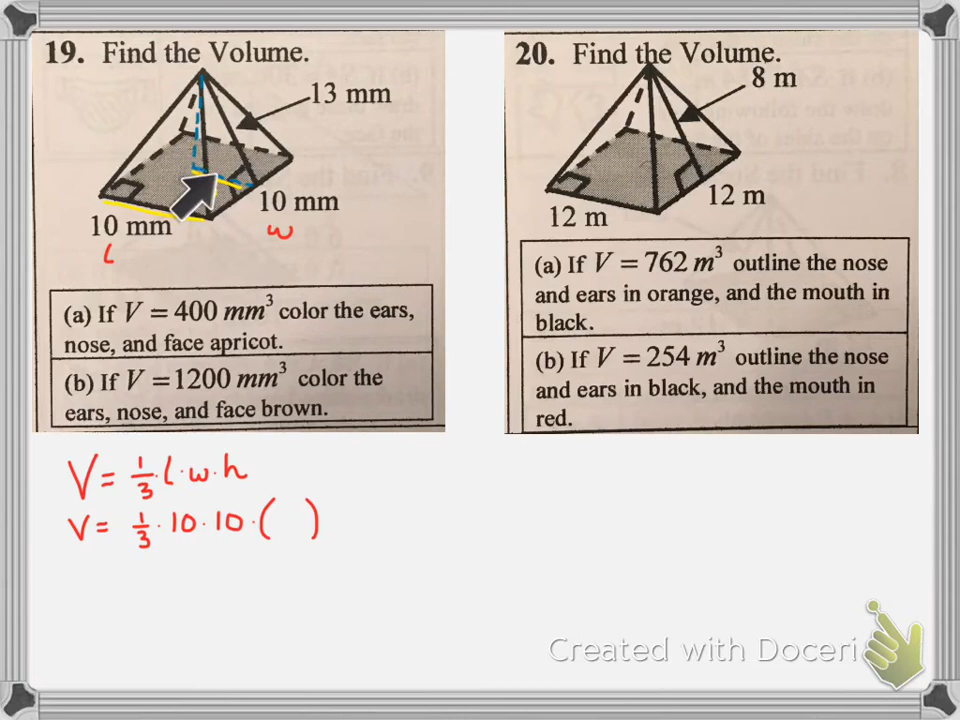 19. Find the Volume.
13 mm
10 mm
10 mm
l
w
(a) If V = 400 mm³ color the ears,
nose, and face apricot.
(b) If V = 1200 mm³ color the
ears, nose, and face brown.
V = 1/3 · l · w · h
V = 1/3 · 10 · 10 · ( )
20. Find the Volume.
8 m
12 m
12 m
(a) If V = 762 m³ outline the nose
and ears in orange, and the mouth in
black.
(b) If V = 254 m³ outline the nose
and ears in black, and the mouth in
red.
Created with Doceri